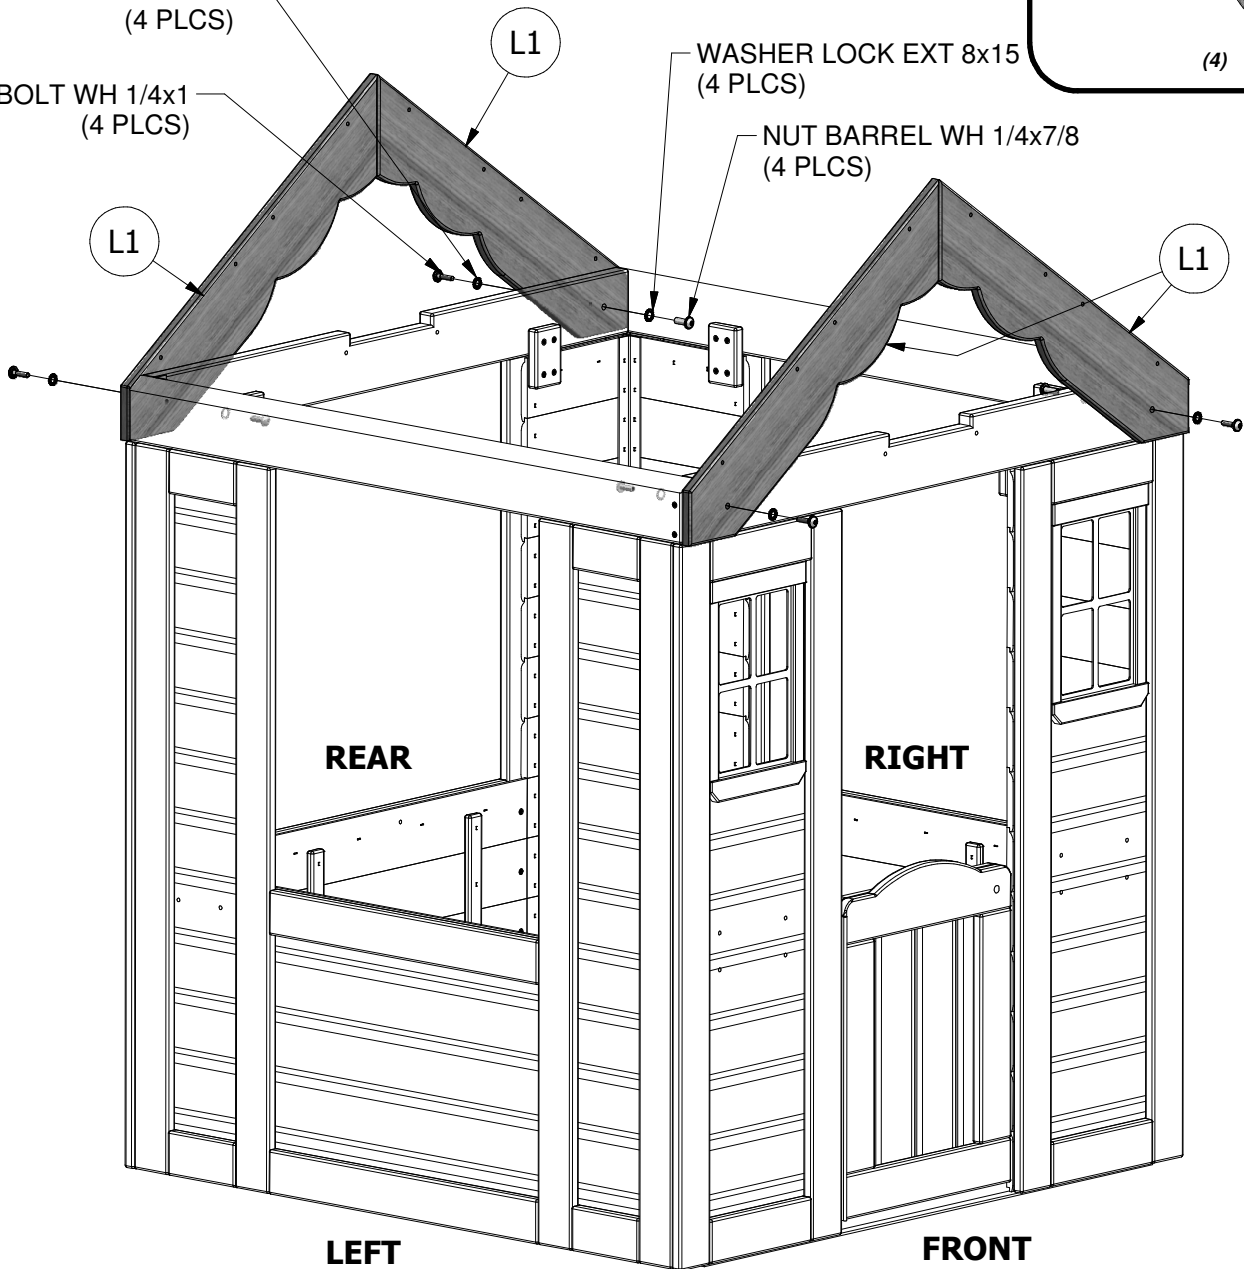 (4 PLCS)
L1
WASHER LOCK EXT 8x15
(4 PLCS)
(4)
BOLT WH 1/4x1
(4 PLCS)
NUT BARREL WH 1/4x7/8
(4 PLCS)
L1
L1
REAR
RIGHT
LEFT
FRONT